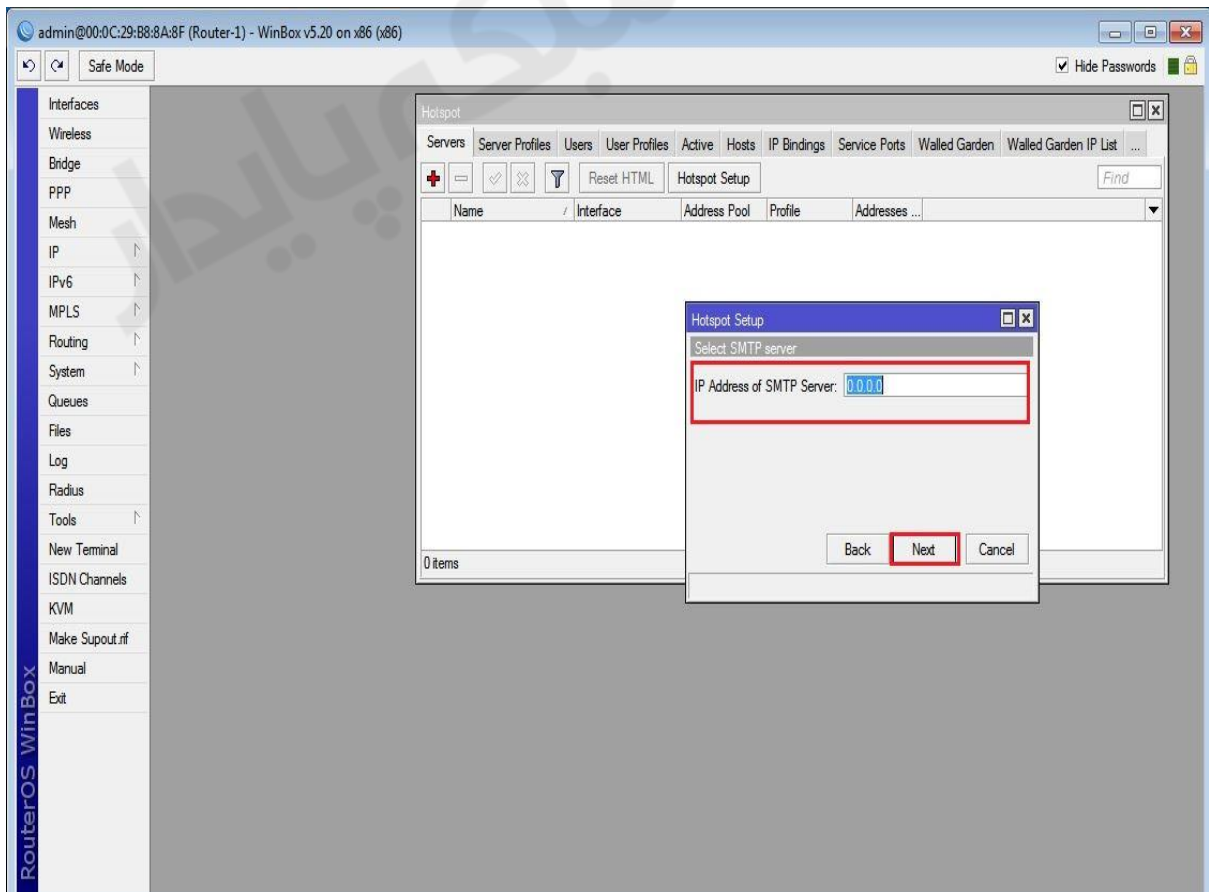 admin@00:0C:29:B8:8A:8F (Router-1) - WinBox v5.20 on x86 (x86)
Safe Mode
Hide Passwords
Interfaces
Wireless
Bridge
PPP
Mesh
IP
IPv6
MPLS
Routing
System
Queues
Files
Log
Radius
Tools
New Terminal
ISDN Channels
KVM
Make Supout.rif
Manual
Exit
RouterOS WinBox
Hotspot
Servers Server Profiles Users User Profiles Active Hosts IP Bindings Service Ports Walled Garden Walled Garden IP List ...
Reset HTML Hotspot Setup Find
Name Interface Address Pool Profile Addresses ...
0 items
Hotspot Setup
Select SMTP server
IP Address of SMTP Server: 0.0.0.0
Back Next Cancel
پایدار